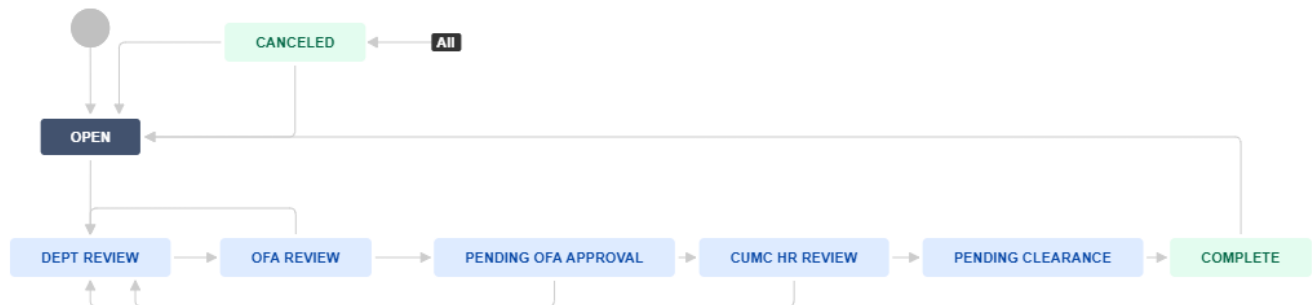 CANCELED
All
OPEN
DEPT REVIEW
OFA REVIEW
PENDING OFA APPROVAL
CUMC HR REVIEW
PENDING CLEARANCE
COMPLETE